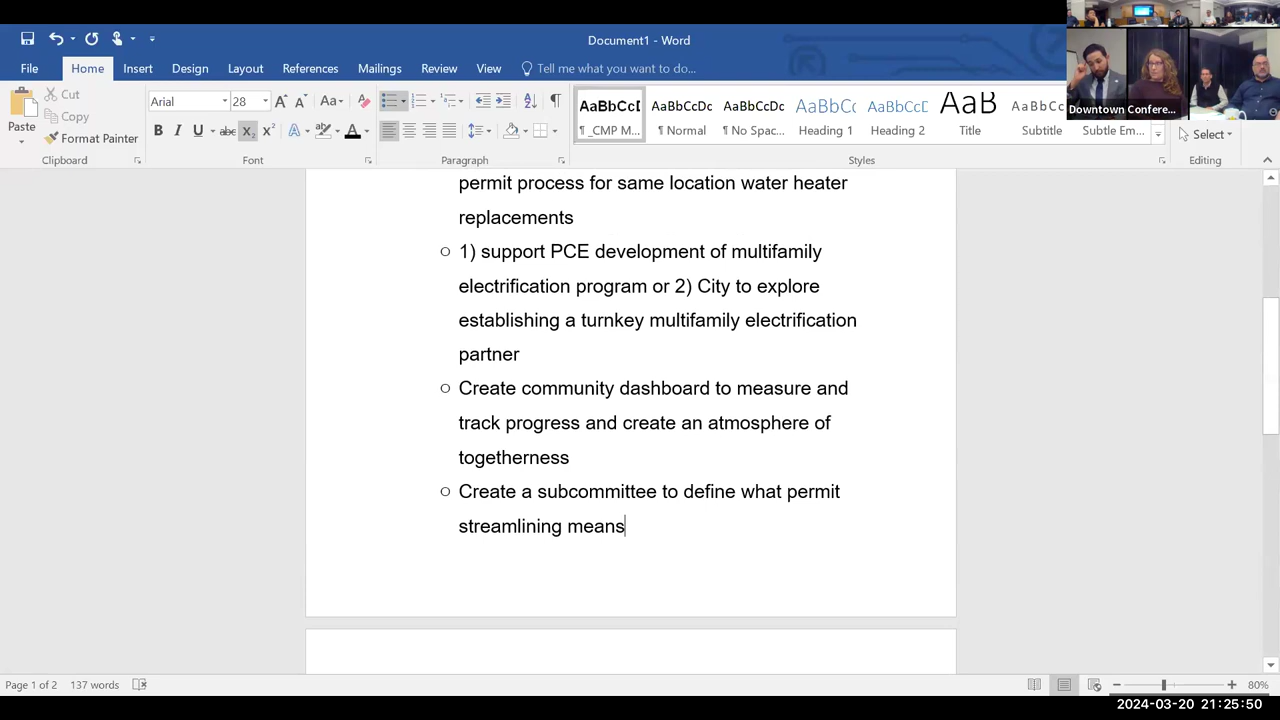 Document1 - Word
File Home Insert Design Layout References Mailings Review View Tell me what you want to do...
Paste
Cut
Copy
Format Painter
Arial 28
AaBbCcD AaBbCcDc AaBbCcDc AaBbCc AaBbCcD AaB AaBbCcD
¶ _CMP M... ¶ Normal ¶ No Spac... Heading 1 Heading 2 Title Subtitle Subtle Em...
Select
Clipboard Font Paragraph Styles Editing
Downtown Confere...
permit process for same location water heater
replacements
1) support PCE development of multifamily
electrification program or 2) City to explore
establishing a turnkey multifamily electrification
partner
Create community dashboard to measure and
track progress and create an atmosphere of
togetherness
Create a subcommittee to define what permit
streamlining means
Page 1 of 2 137 words 80%
2024-03-20 21:25:50